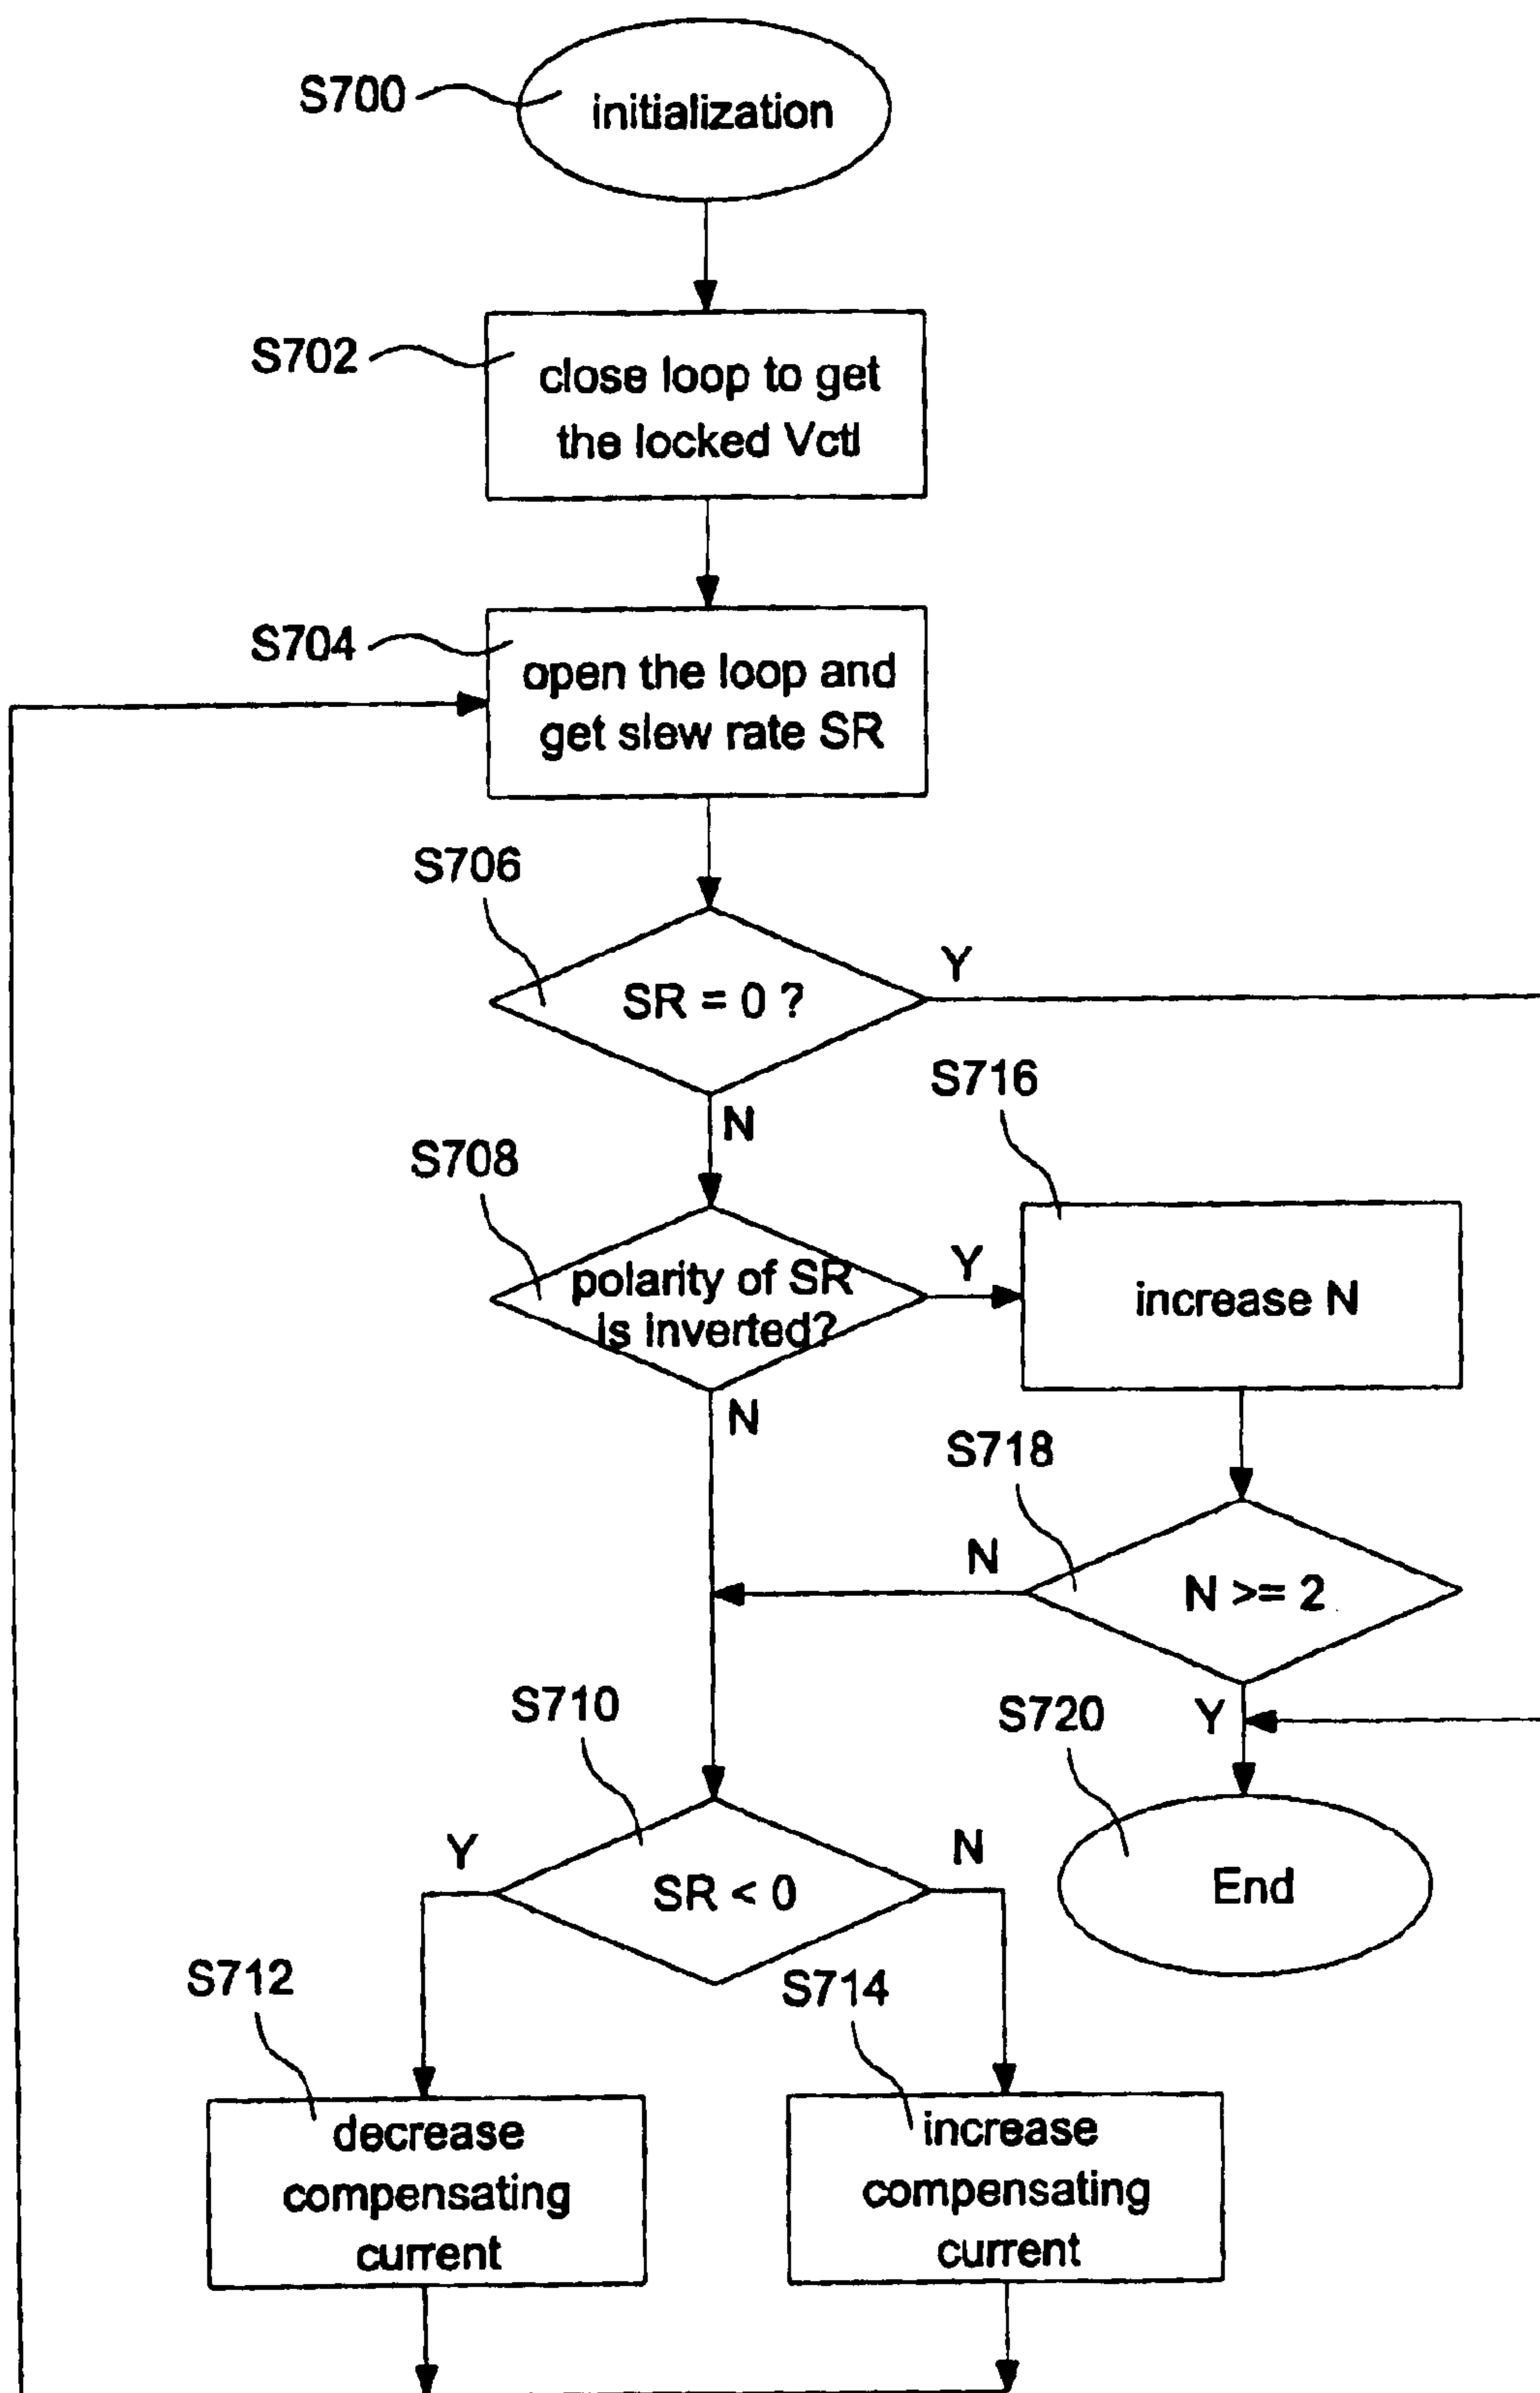 S700
initialization
S702
close loop to get
the locked Vctl
S704
open the loop and
get slew rate SR
S706
SR = 0 ?
Y
N
S716
S708
polarity of SR
is inverted?
Y
increase N
N
S718
N
N >= 2
S710
S720
Y
Y
SR < 0
N
End
S712
S714
decrease
compensating
current
increase
compensating
current